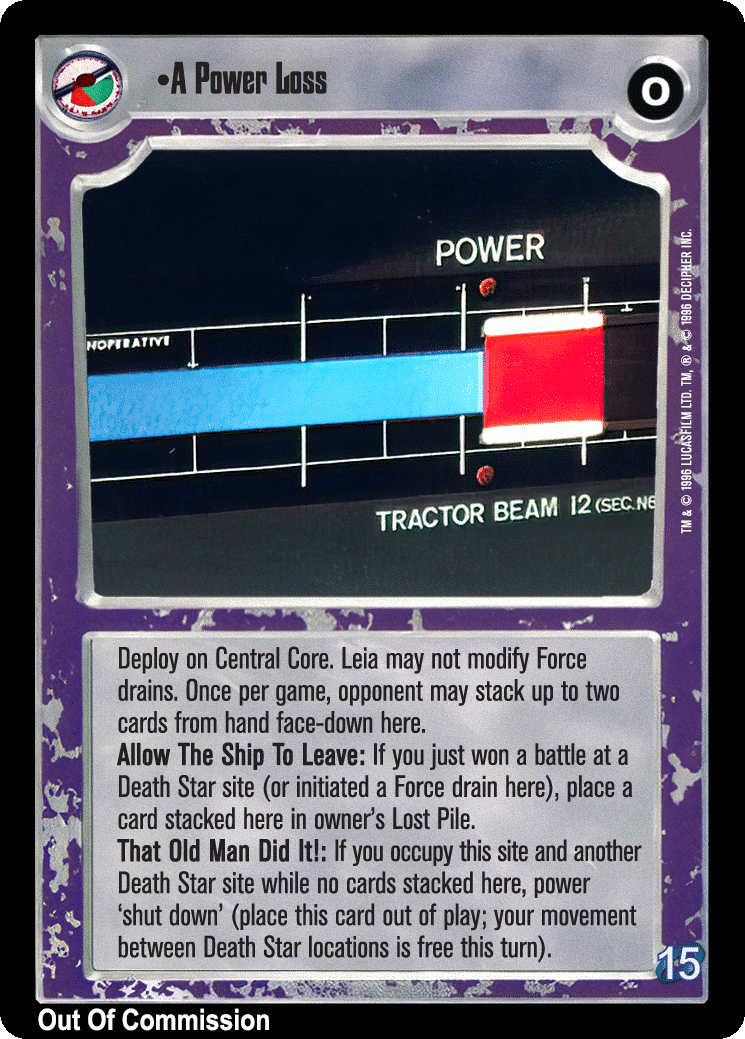 •A Power Loss
O
POWER
NOPERATIVE
TRACTOR BEAM 12 (SEC.N6
TM & © 1996 LUCASFILM LTD. TM, ® & © 1996 DECIPHER INC.
Deploy on Central Core. Leia may not modify Force
drains. Once per game, opponent may stack up to two
cards from hand face-down here.
Allow The Ship To Leave: If you just won a battle at a
Death Star site (or initiated a Force drain here), place a
card stacked here in owner’s Lost Pile.
That Old Man Did It!: If you occupy this site and another
Death Star site while no cards stacked here, power
‘shut down’ (place this card out of play; your movement
between Death Star locations is free this turn).
15
Out Of Commission